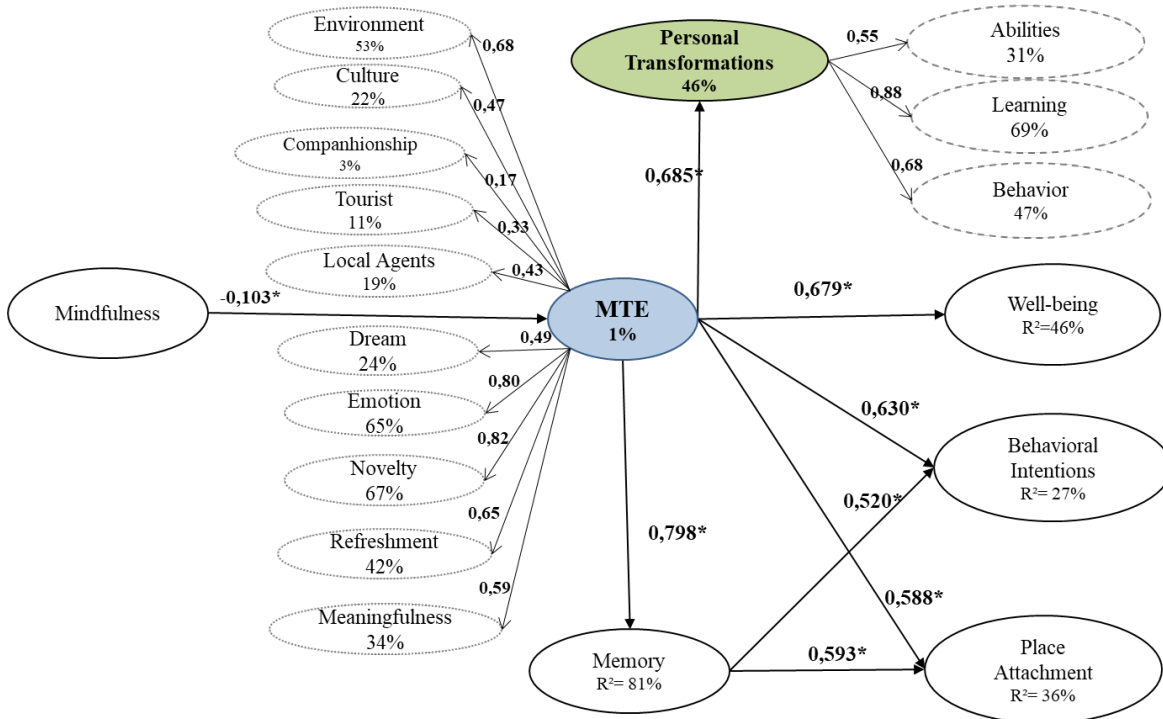 Environment
53%
0,68
Culture
22%
0,47
Companhionship
3%
0,17
Tourist
11%
0,33
Local Agents
19%
0,43
Mindfulness
-0,103*
MTE
1%
Dream
24%
0,49
Emotion
65%
0,80
Novelty
67%
0,82
Refreshment
42%
0,65
Meaningfulness
34%
0,59
Personal
Transformations
46%
0,685*
0,55
Abilities
31%
0,88
Learning
69%
0,68
Behavior
47%
0,679*
Well-being
R²=46%
0,630*
Behavioral
Intentions
R²= 27%
0,520*
0,798*
0,588*
Memory
R²= 81%
0,593*
Place
Attachment
R²= 36%